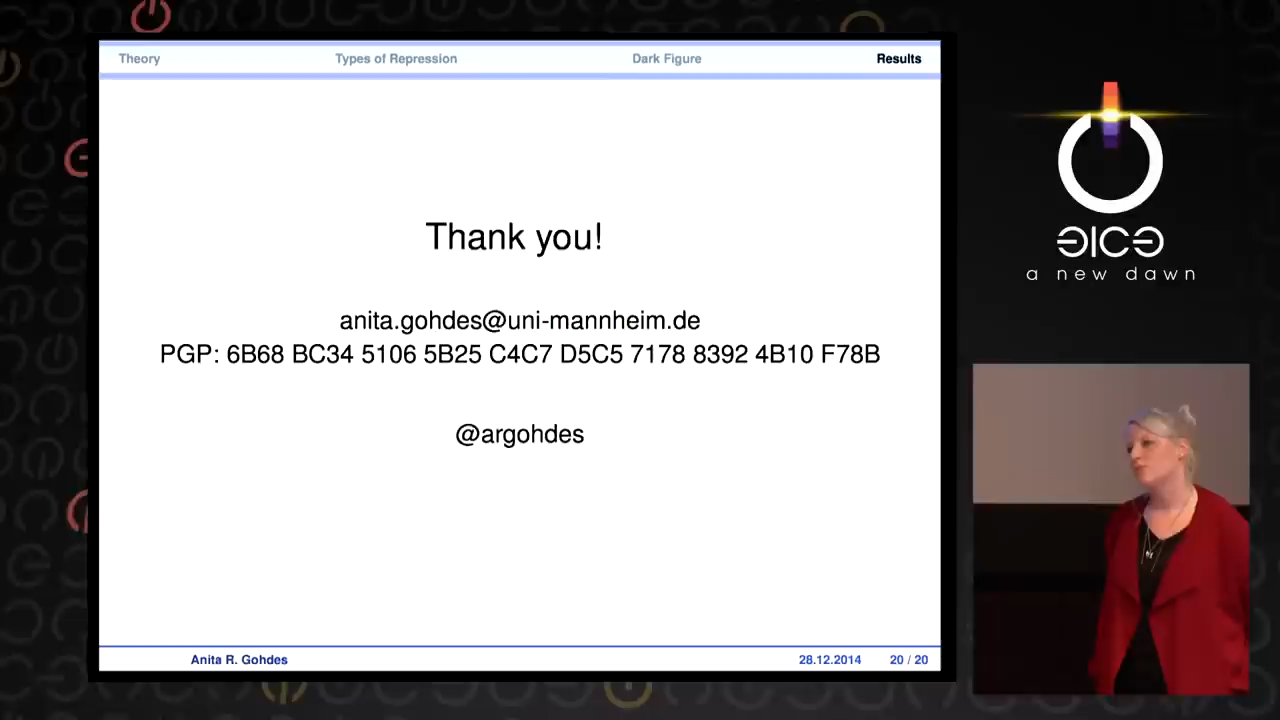 Theory Types of Repression Dark Figure Results
Thank you!
anita.gohdes@uni-mannheim.de
PGP: 6B68 BC34 5106 5B25 C4C7 D5C5 7178 8392 4B10 F78B
@argohdes
Anita R. Gohdes 28.12.2014 20 / 20
a new dawn